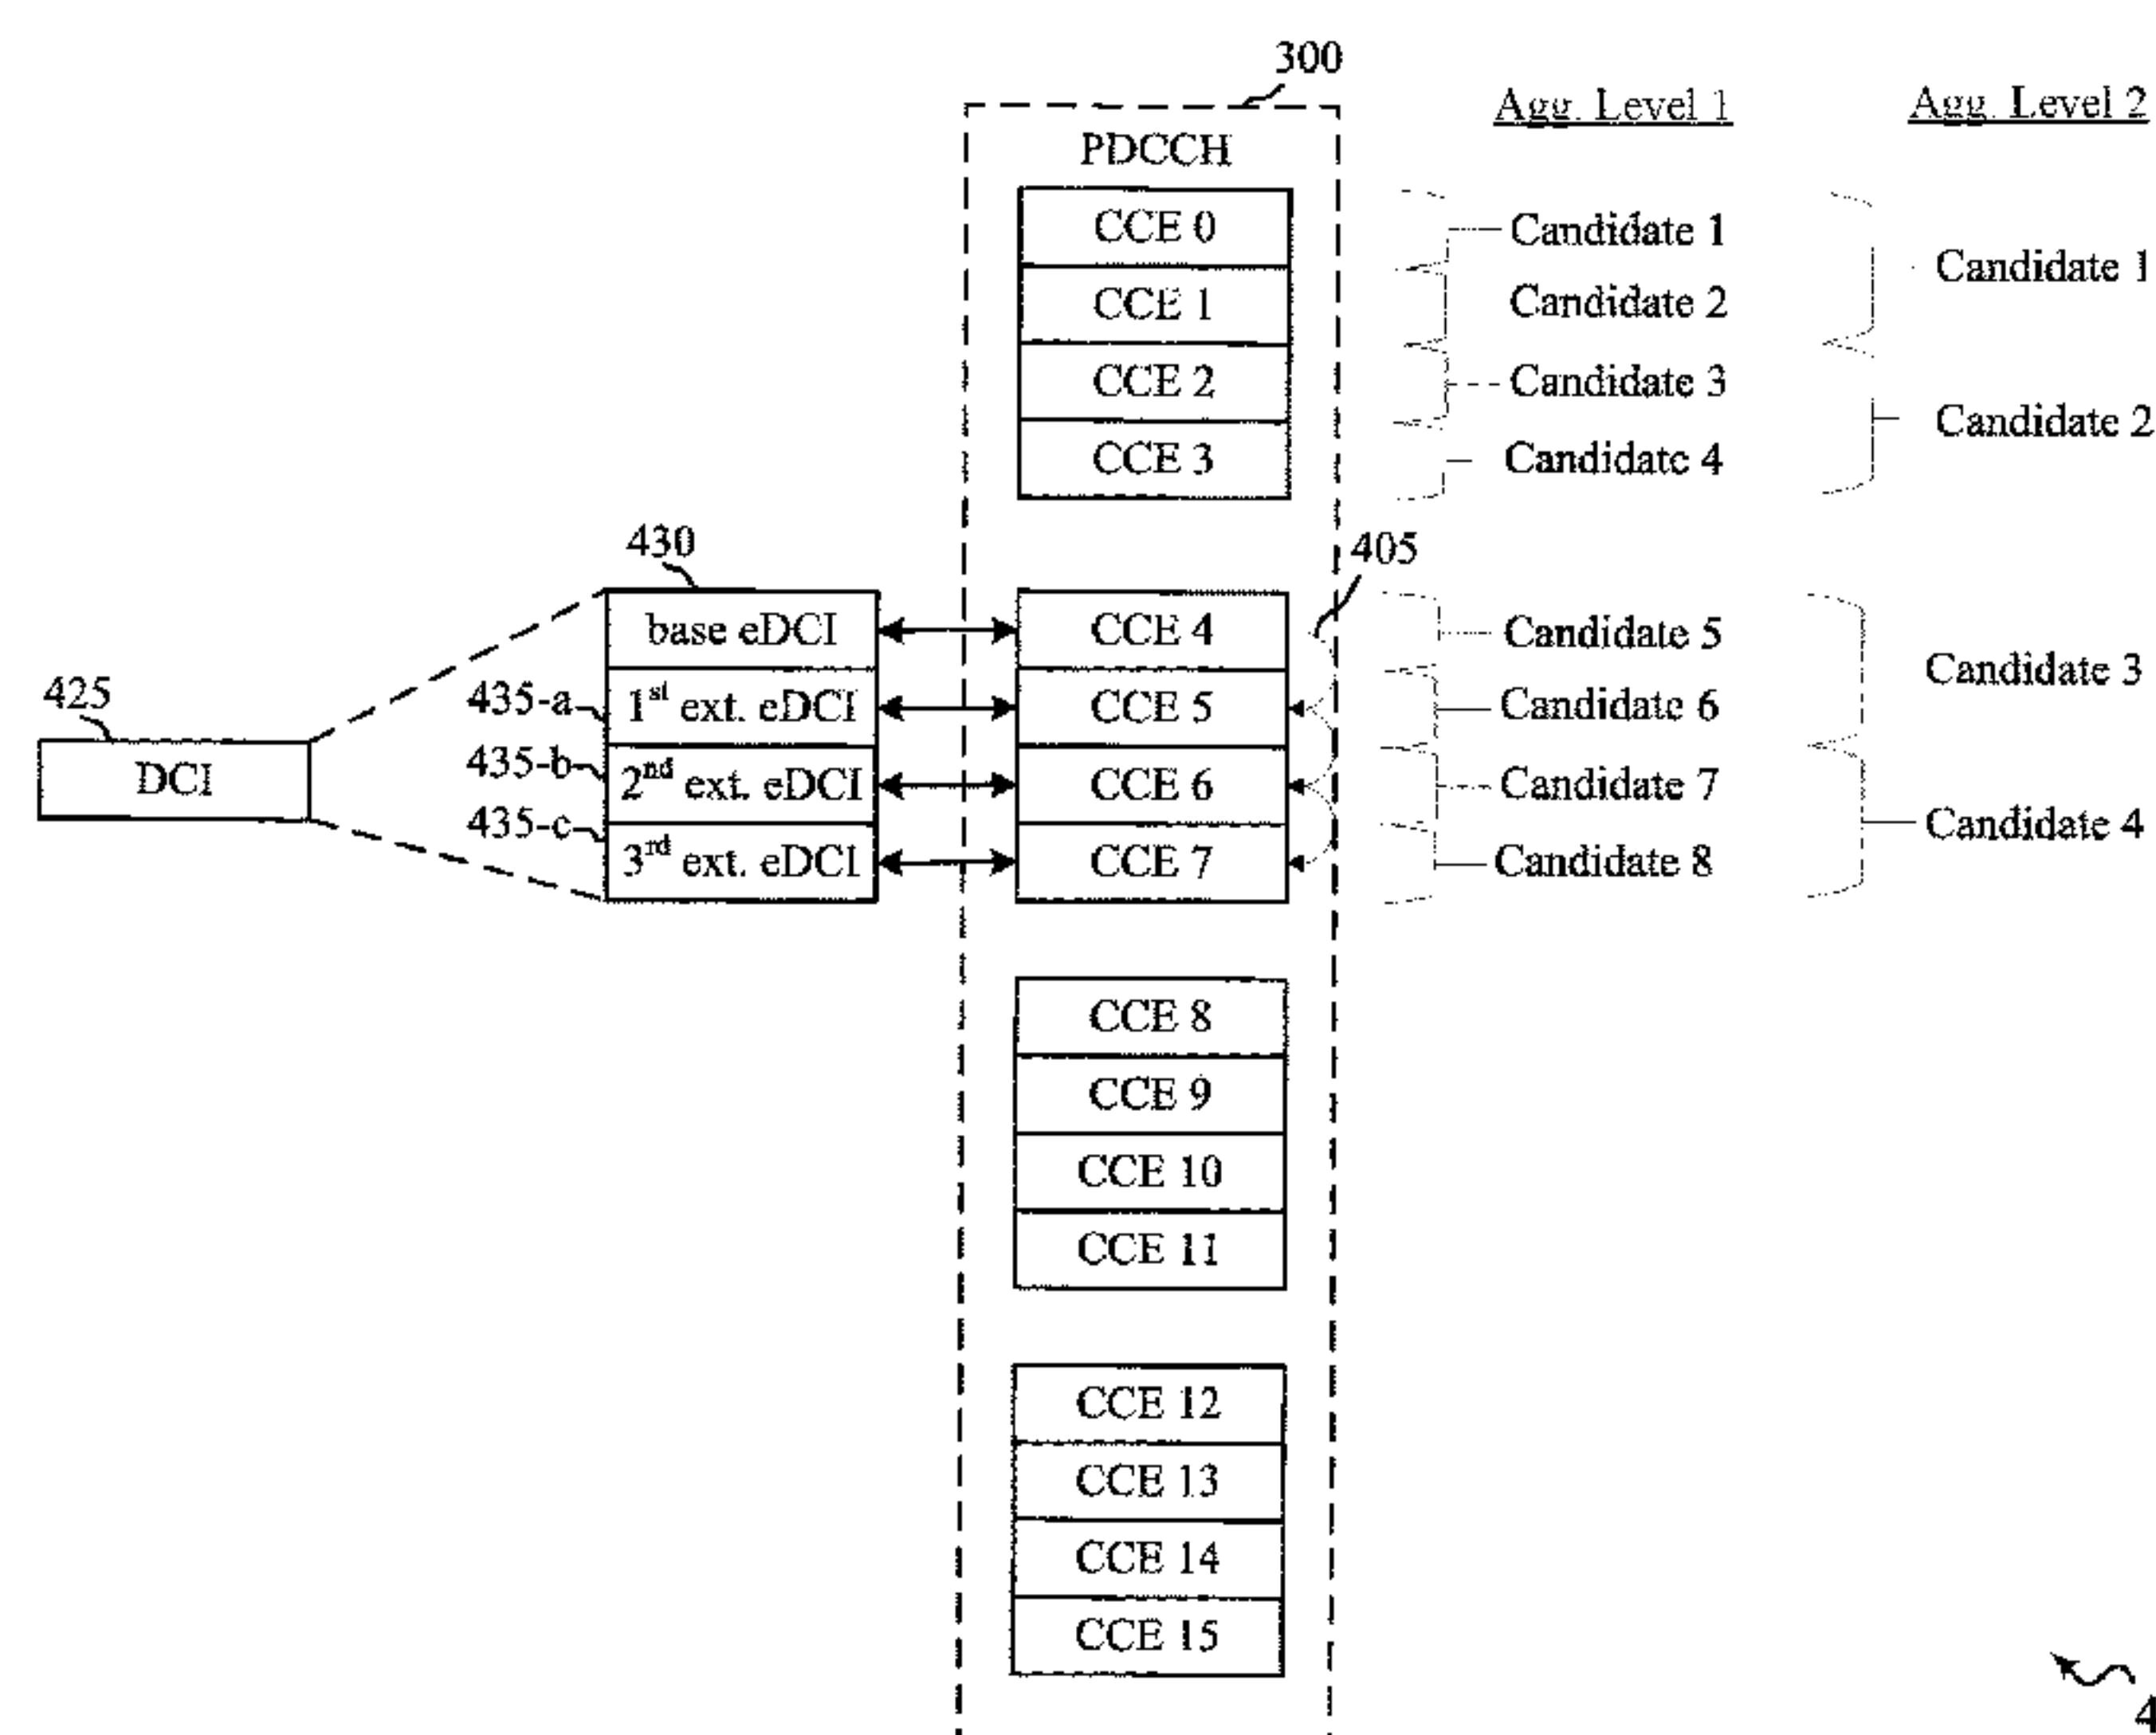 300
Agg. Level 1
Agg. Level 2
PDCCH
CCE 0
Candidate 1
Candidate 1
CCE 1
Candidate 2
CCE 2
Candidate 3
Candidate 2
CCE 3
Candidate 4
430
405
base eDCI
CCE 4
Candidate 5
Candidate 3
425
435-a
1st ext. eDCI
CCE 5
Candidate 6
DCI
435-b
2nd ext. eDCI
CCE 6
Candidate 7
Candidate 4
435-c
3rd ext. eDCI
CCE 7
Candidate 8
CCE 8
CCE 9
CCE 10
CCE 11
CCE 12
CCE 13
CCE 14
CCE 15